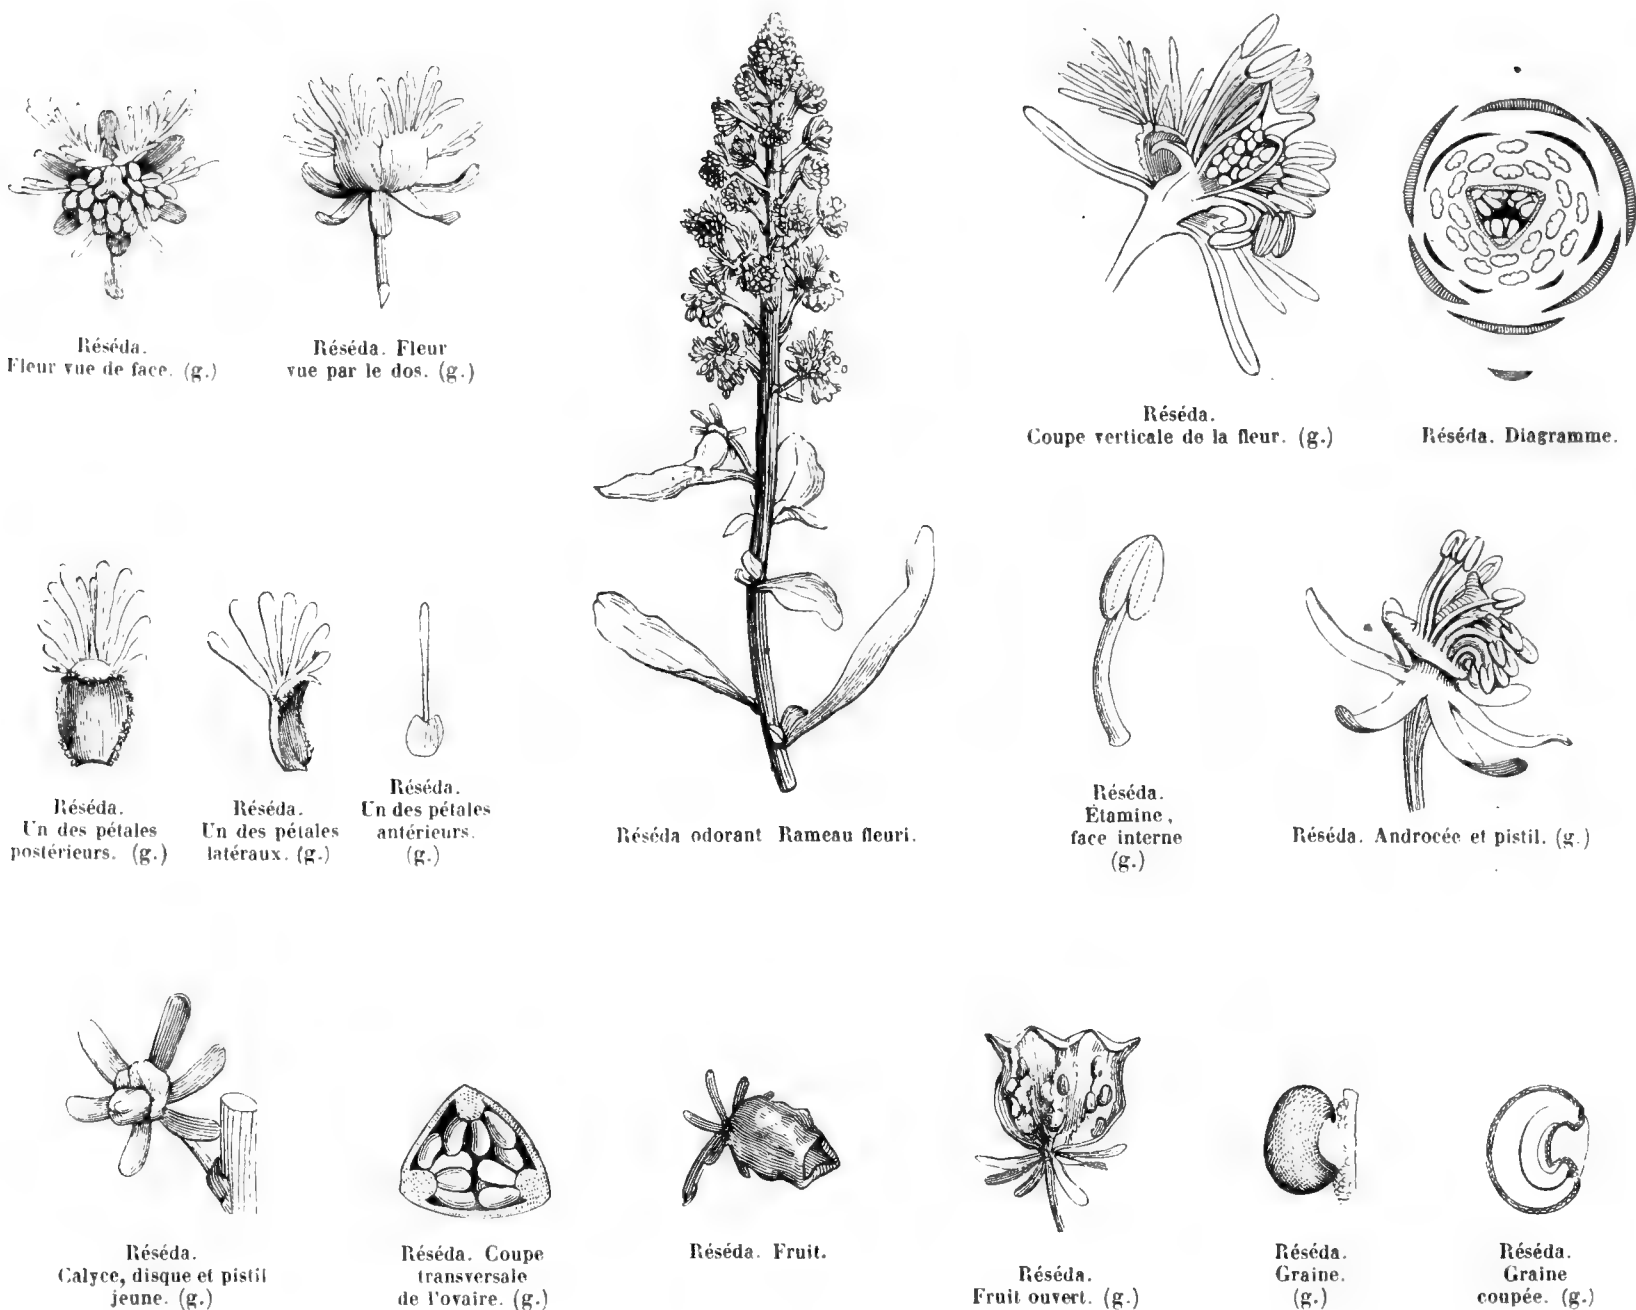 Réséda.
Fleur vue de face. (g.)
Réséda. Fleur
vue par le dos. (g.)
Réséda.
Coupe verticale de la fleur. (g.)
Réséda. Diagramme.
Réséda.
Un des pétales
postérieurs. (g.)
Réséda.
Un des pétales
latéraux. (g.)
Réséda.
Un des pétales
antérieurs.
(g.)
Réséda odorant Rameau fleuri.
Réséda.
Étamine,
face interne
(g.)
Réséda. Androcée et pistil. (g.)
Réséda.
Calyce, disque et pistil
jeune. (g.)
Réséda. Coupe
transversale
de l'ovaire. (g.)
Réséda. Fruit.
Réséda.
Fruit ouvert. (g.)
Réséda.
Graine.
(g.)
Réséda.
Graine
coupée. (g.)